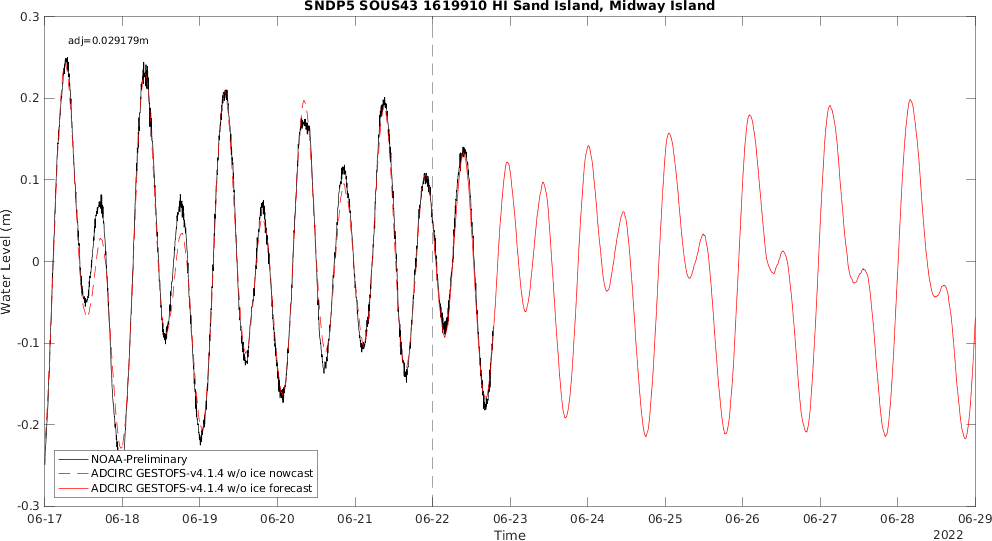 SNDP5 SOUS43 1619910 HI Sand Island, Midway Island
0.3
adj=0.029179m
0.2
0.1
0
-0.1
-0.2
-0.3
Water Level (m)
NOAA-Preliminary
ADCIRC GESTOFS-v4.1.4 w/o ice nowcast
ADCIRC GESTOFS-v4.1.4 w/o ice forecast
06-17 06-18 06-19 06-20 06-21 06-22 06-23 06-24 06-25 06-26 06-27 06-28 06-29
Time
2022